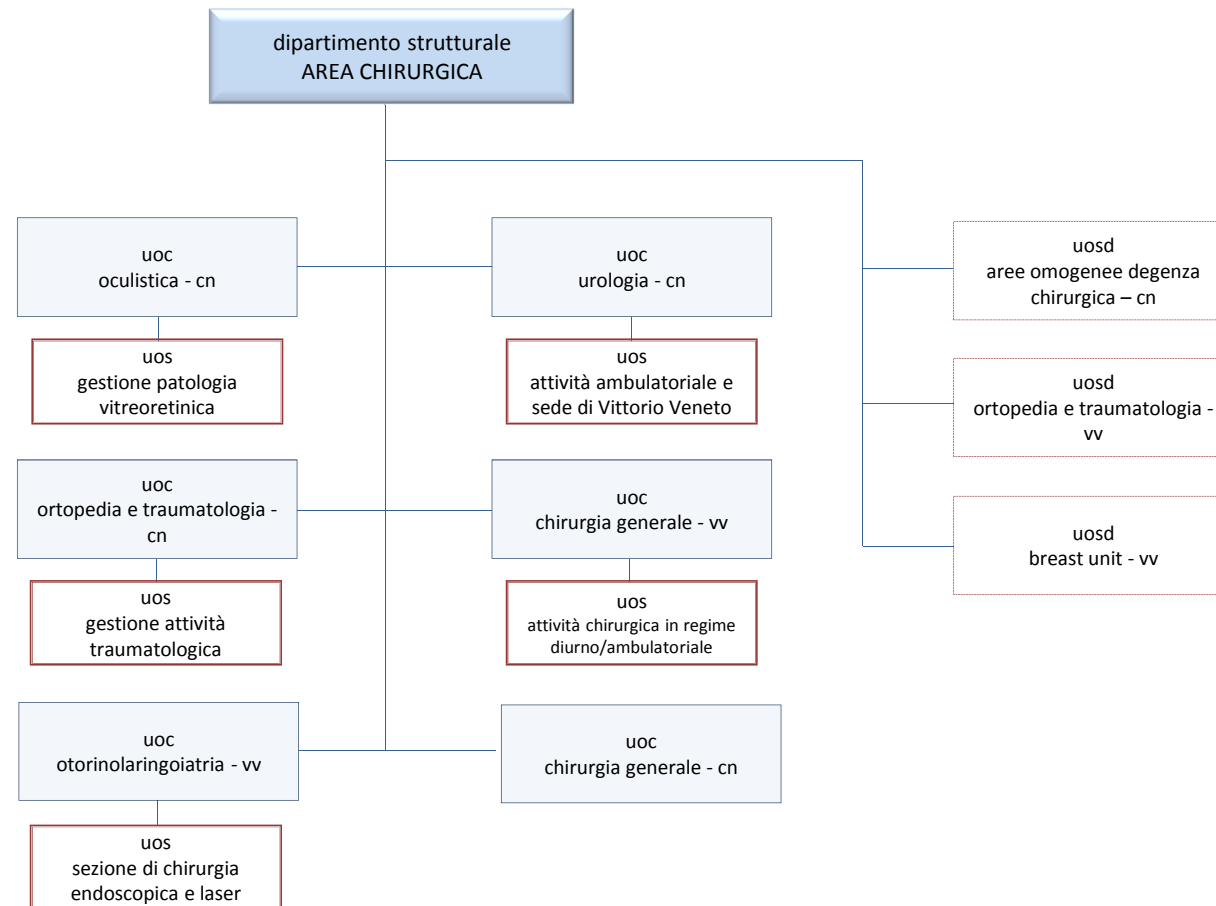 dipartimento strutturale
AREA CHIRURGICA
uoc
oculistica - cn
uos
gestione patologia
vitreoretinica
uoc
urologia - cn
uos
attività ambulatoriale e
sede di Vittorio Veneto
uosd
aree omogenee degenza
chirurgica – cn
uosd
ortopedia e traumatologia -
vv
uosd
breast unit - vv
uoc
ortopedia e traumatologia -
cn
uos
gestione attività
traumatologica
uoc
chirurgia generale - vv
uos
attività chirurgica in regime
diurno/ambulatoriale
uoc
otorinolaringoiatria - vv
uos
sezione di chirurgia
endoscopica e laser
uoc
chirurgia generale - cn